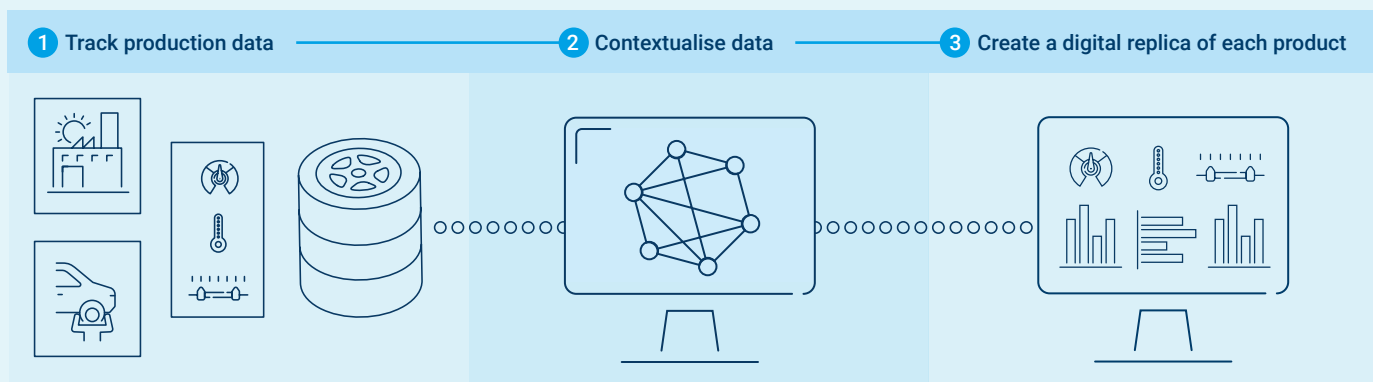 1 Track production data
2 Contextualise data
3 Create a digital replica of each product